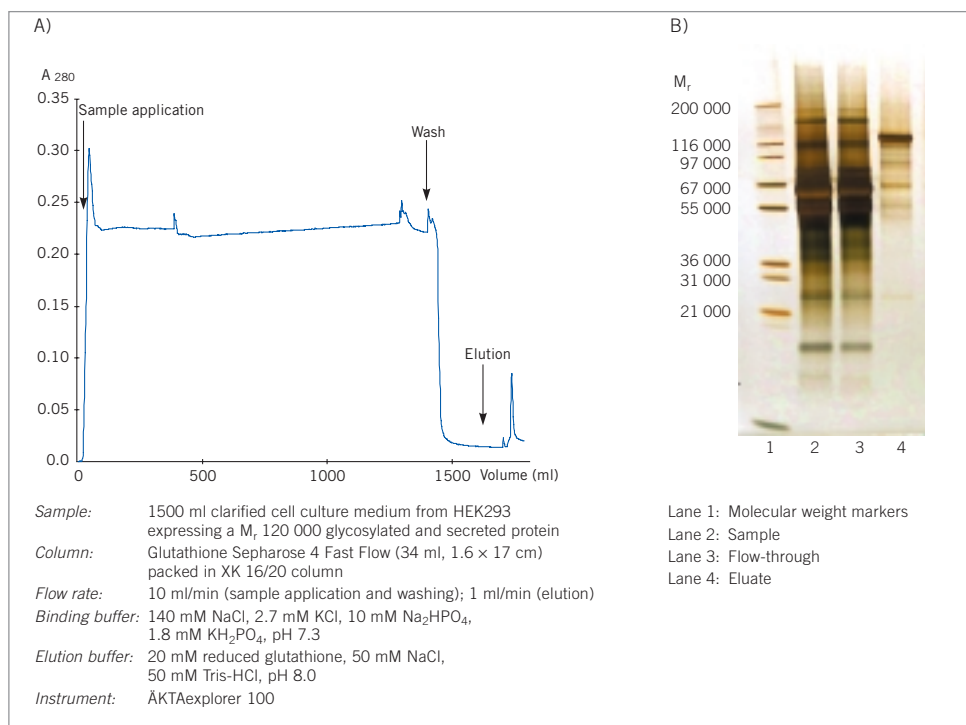 A)
A 280
0.35
0.30
0.25
0.20
0.15
0.10
0.05
0.0
Sample application
Wash
Elution
0
500
1000
1500
Volume (ml)
Sample: 1500 ml clarified cell culture medium from HEK293
expressing a Mr 120 000 glycosylated and secreted protein
Column: Glutathione Sepharose 4 Fast Flow (34 ml, 1.6 × 17 cm)
packed in XK 16/20 column
Flow rate: 10 ml/min (sample application and washing); 1 ml/min (elution)
Binding buffer: 140 mM NaCl, 2.7 mM KCl, 10 mM Na2HPO4,
1.8 mM KH2PO4, pH 7.3
Elution buffer: 20 mM reduced glutathione, 50 mM NaCl,
50 mM Tris-HCl, pH 8.0
Instrument: ÄKTAexplorer 100
B)
Mr
200 000
116 000
97 000
67 000
55 000
36 000
31 000
21 000
1 2 3 4
Lane 1: Molecular weight markers
Lane 2: Sample
Lane 3: Flow-through
Lane 4: Eluate